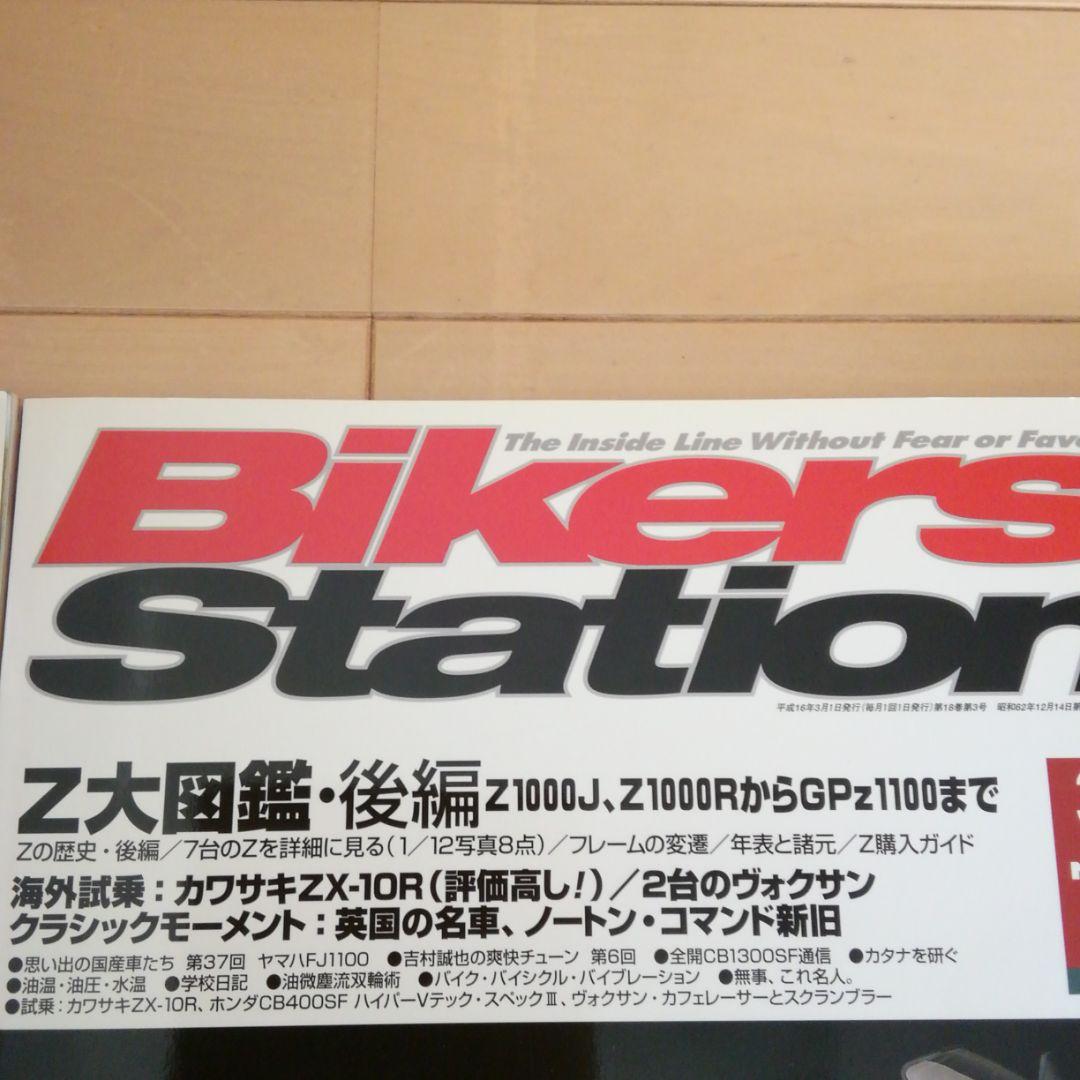 The Inside Line Without Fear or Favo
Bikers
Station
平成16年3月1日発行(毎月1回1日発行)第18巻第3号 昭和62年12月14日第
Z大図鑑・後編 Z1000J、Z1000RからGPz1100まで
Zの歴史・後編/7台のZを詳細に見る(1/12写真8点)/フレームの変遷/年表と諸元/Z購入ガイド
海外試乗:カワサキZX-10R(評価高し!)/2台のヴォクサン
クラシックモーメント:英国の名車、ノートン・コマンド新旧
●思い出の国産車たち 第37回 ヤマハFJ1100 ●吉村誠也の爽快チューン 第6回 ●全開CB1300SF通信 ●カタナを研ぐ
●油温・油圧・水温 ●学校日記 ●油微塵流双輪術 ●バイク・バイシクル・バイブレーション ●無事、これ名人。
●試乗:カワサキZX-10R、ホンダCB400SF ハイパーVテック・スペックⅢ、ヴォクサン・カフェレーサーとスクランブラー